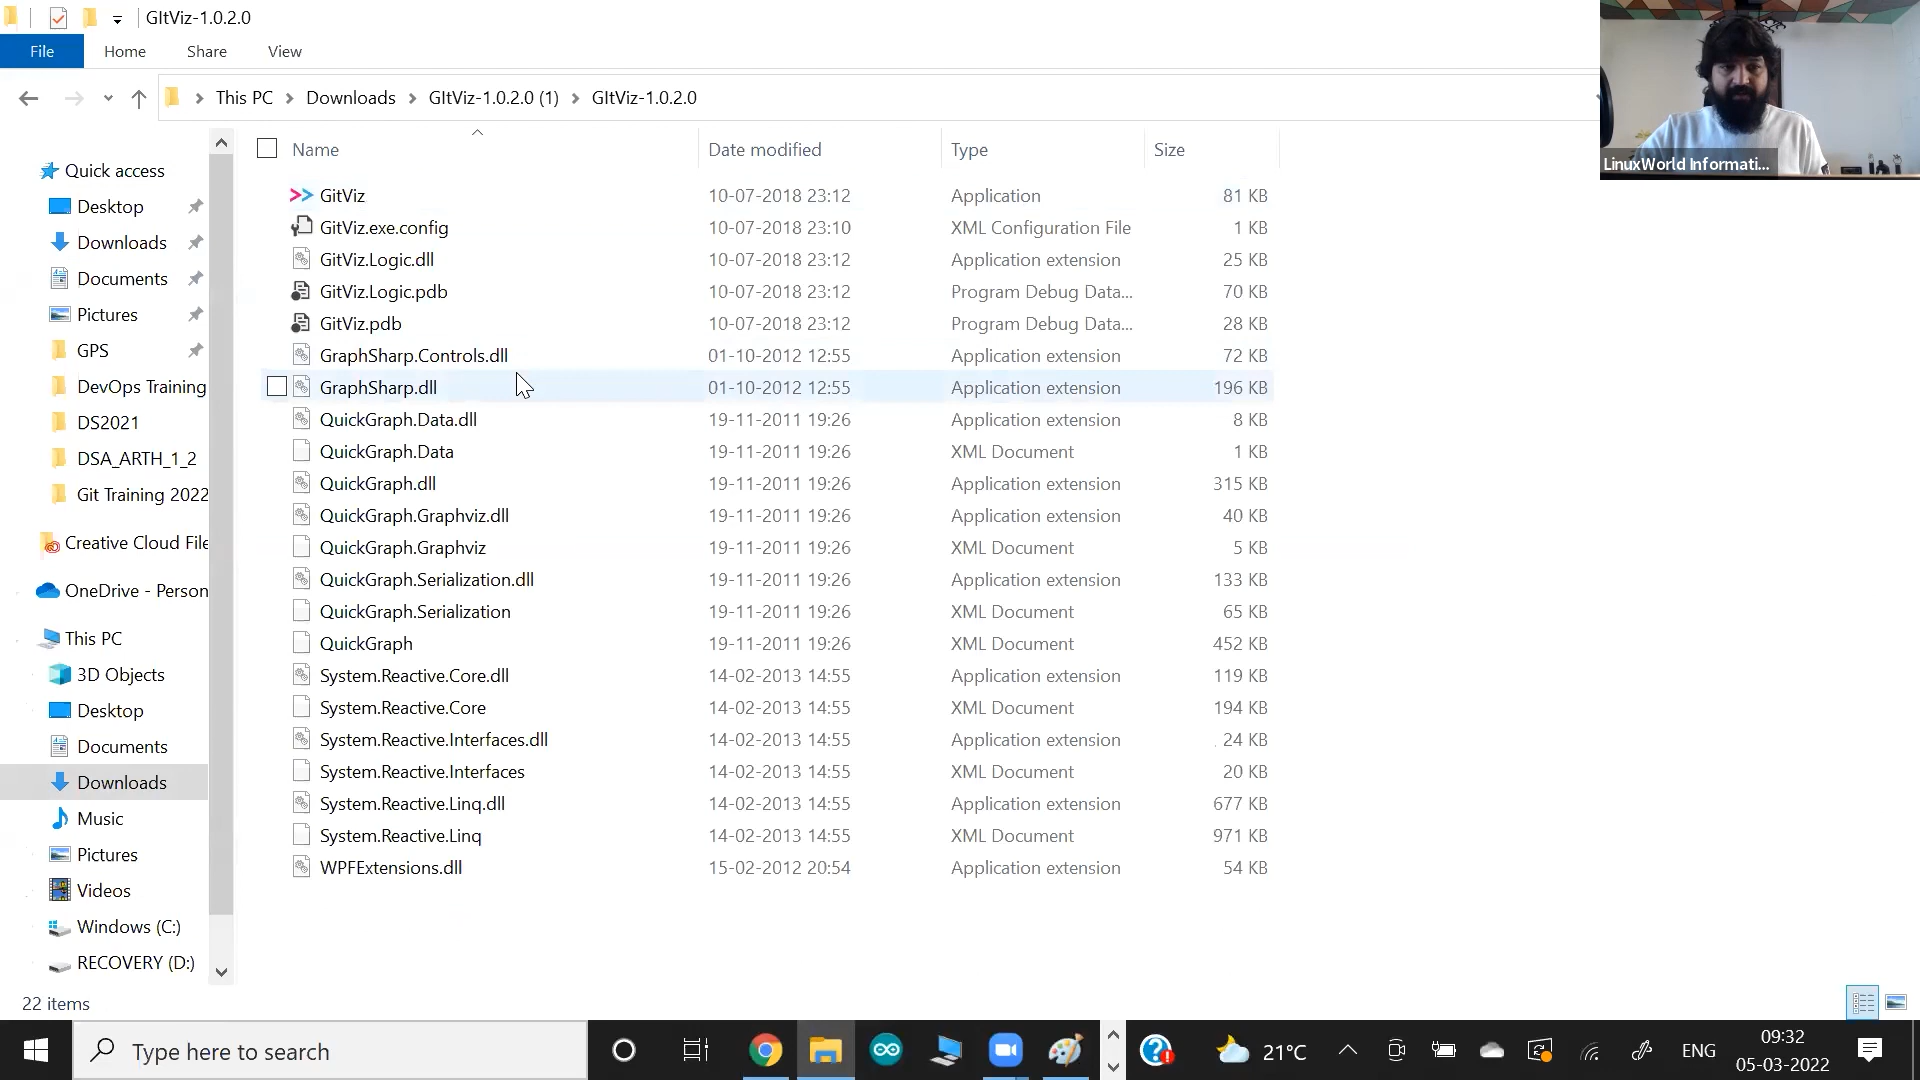 GItViz-1.0.2.0
File Home Share View
This PC Downloads GItViz-1.0.2.0 (1) GItViz-1.0.2.0
LinuxWorld Informati...
Name Date modified Type Size
Quick access
Desktop
Downloads
Documents
Pictures
GPS
DevOps Training
DS2021
DSA_ARTH_1_2
Git Training 2022
Creative Cloud File
OneDrive - Person
This PC
3D Objects
Desktop
Documents
Downloads
Music
Pictures
Videos
Windows (C:)
RECOVERY (D:)
GitViz 10-07-2018 23:12 Application 81 KB
GitViz.exe.config 10-07-2018 23:10 XML Configuration File 1 KB
GitViz.Logic.dll 10-07-2018 23:12 Application extension 25 KB
GitViz.Logic.pdb 10-07-2018 23:12 Program Debug Data... 70 KB
GitViz.pdb 10-07-2018 23:12 Program Debug Data... 28 KB
GraphSharp.Controls.dll 01-10-2012 12:55 Application extension 72 KB
GraphSharp.dll 01-10-2012 12:55 Application extension 196 KB
QuickGraph.Data.dll 19-11-2011 19:26 Application extension 8 KB
QuickGraph.Data 19-11-2011 19:26 XML Document 1 KB
QuickGraph.dll 19-11-2011 19:26 Application extension 315 KB
QuickGraph.Graphviz.dll 19-11-2011 19:26 Application extension 40 KB
QuickGraph.Graphviz 19-11-2011 19:26 XML Document 5 KB
QuickGraph.Serialization.dll 19-11-2011 19:26 Application extension 133 KB
QuickGraph.Serialization 19-11-2011 19:26 XML Document 65 KB
QuickGraph 19-11-2011 19:26 XML Document 452 KB
System.Reactive.Core.dll 14-02-2013 14:55 Application extension 119 KB
System.Reactive.Core 14-02-2013 14:55 XML Document 194 KB
System.Reactive.Interfaces.dll 14-02-2013 14:55 Application extension 24 KB
System.Reactive.Interfaces 14-02-2013 14:55 XML Document 20 KB
System.Reactive.Linq.dll 14-02-2013 14:55 Application extension 677 KB
System.Reactive.Linq 14-02-2013 14:55 XML Document 971 KB
WPFExtensions.dll 15-02-2012 20:54 Application extension 54 KB
22 items
Type here to search
21°C
ENG
09:32
05-03-2022